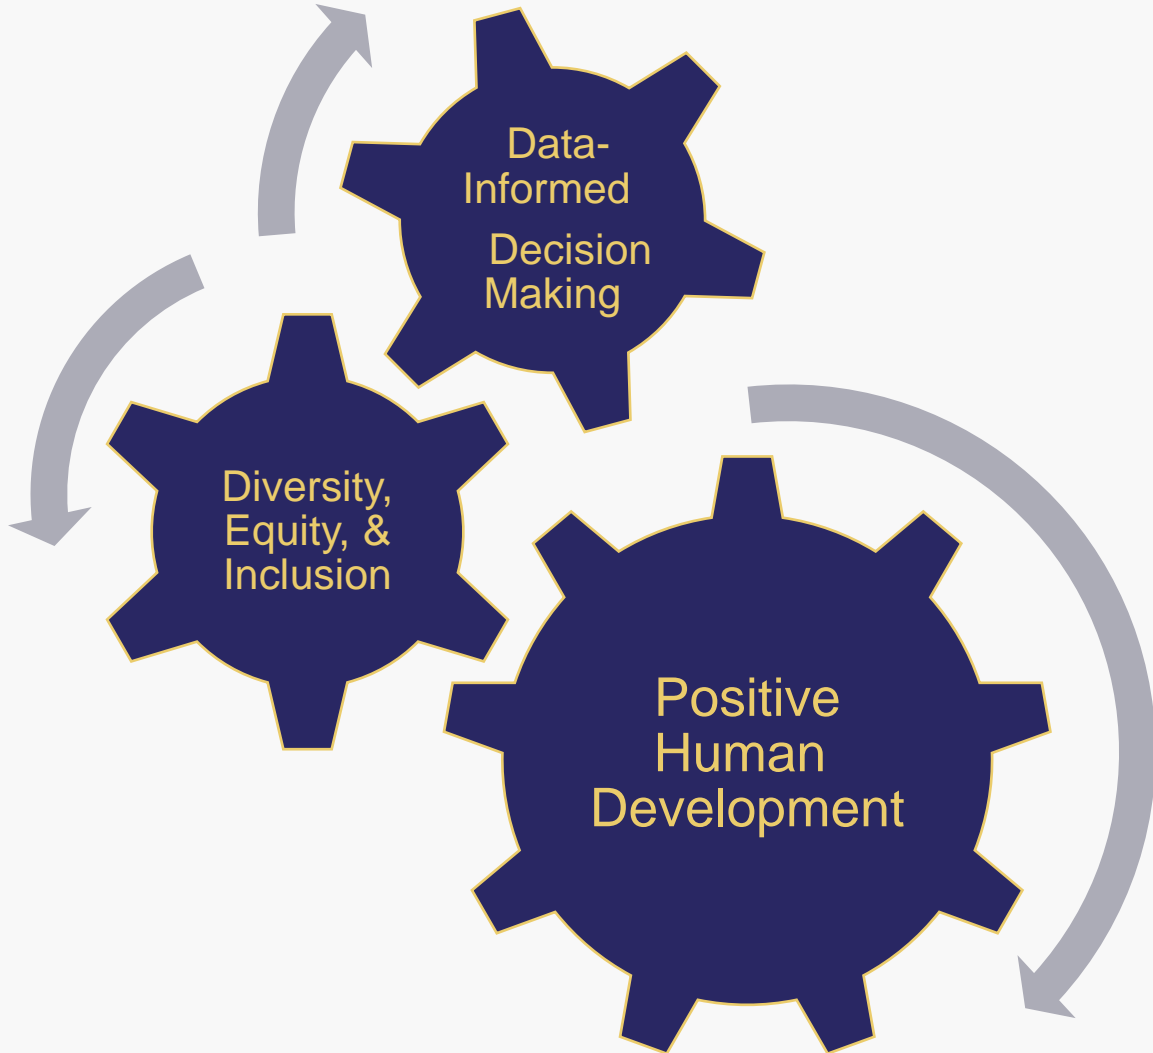 Data-
Informed
Decision
Making
Diversity,
Equity, &
Inclusion
Positive
Human
Development